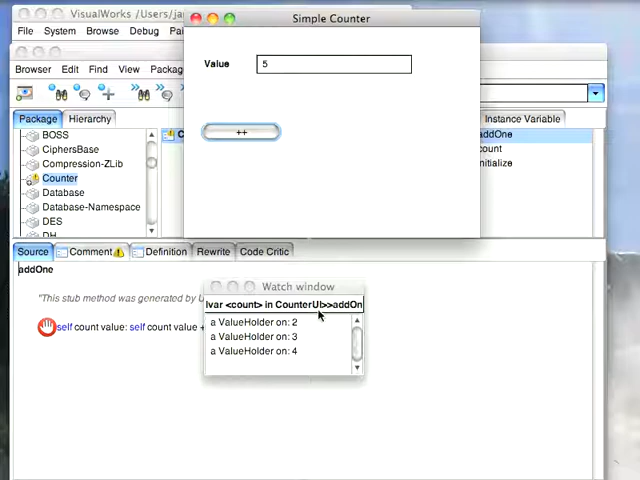 VisualWorks /Users/ja
Simple Counter
File System Browse Debug
Value 5
++
Browser Edit Find View
Package Hierarchy
Instance Variable
BOSS
CiphersBase
Compression-ZLib
Counter
Database
Database-Namespace
DES
DH
addOne
count
initialize
Source Comment Definition Rewrite Code Critic
addOne
"This stub method was generated by
self count value: self count value +
Watch window
Ivar <count> in CounterUI>>addOn
a ValueHolder on: 2
a ValueHolder on: 3
a ValueHolder on: 4